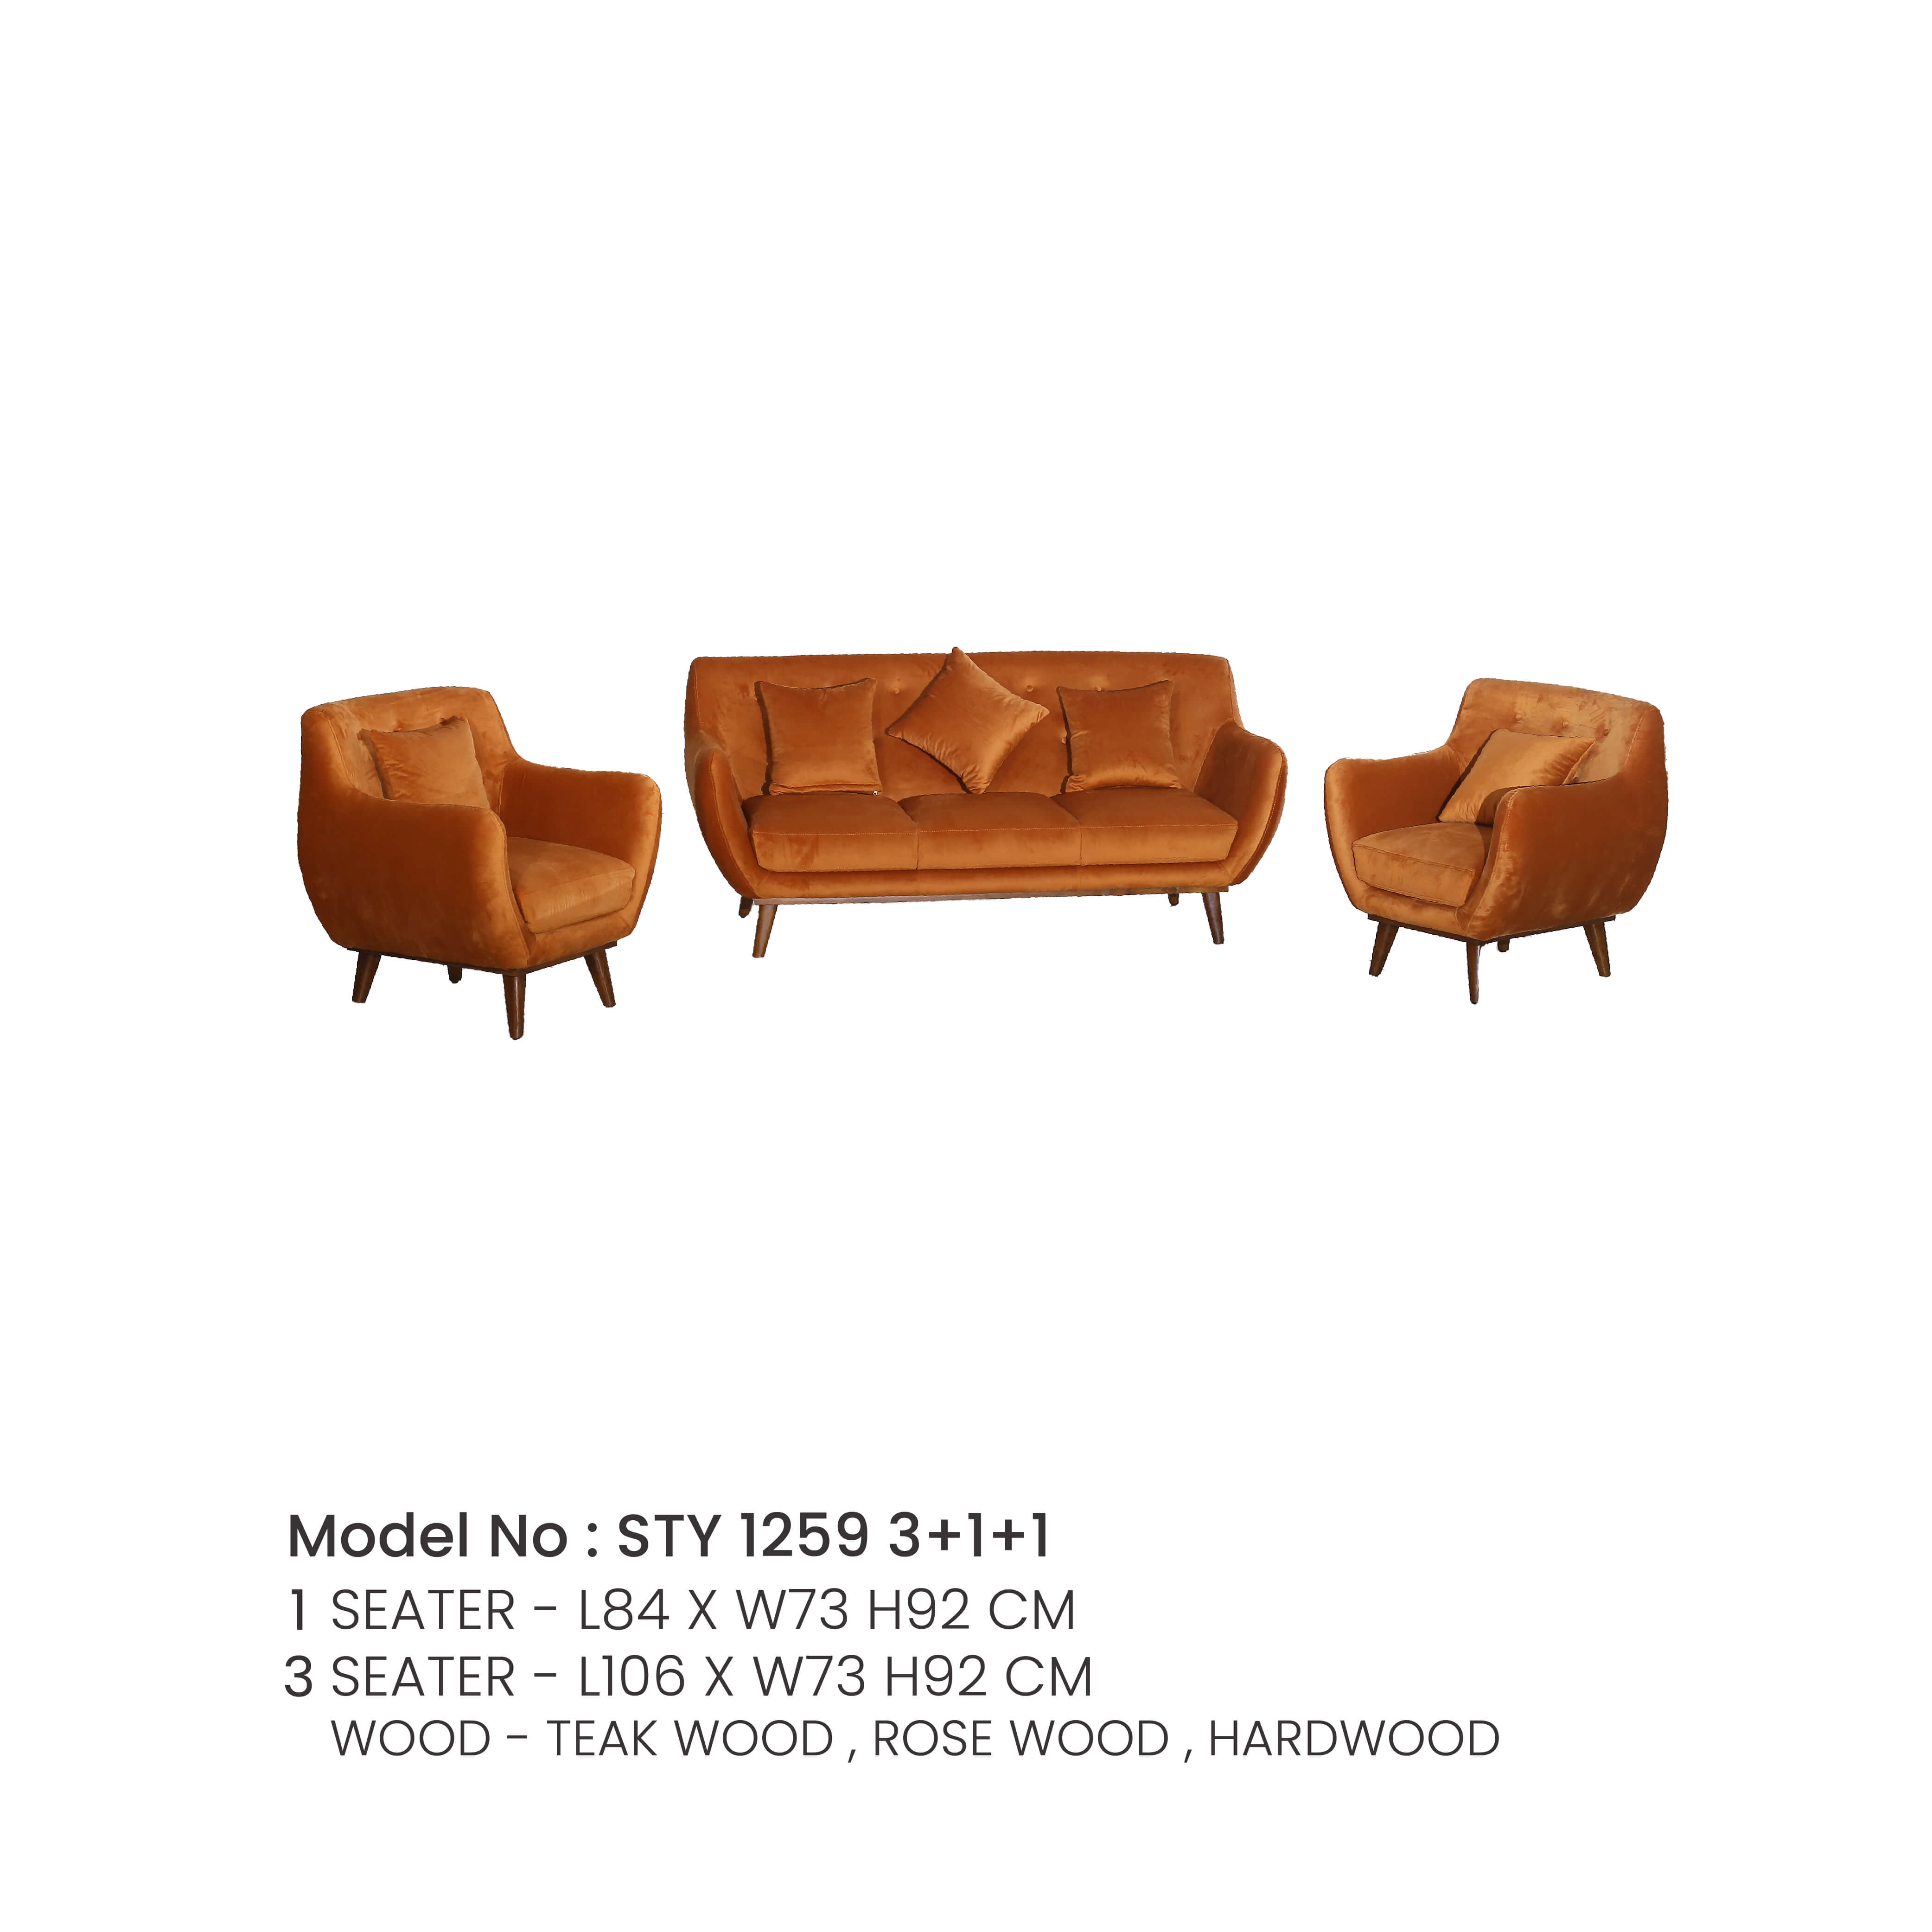 Model No : STY 1259 3+1+1
1 SEATER - L84 X W73 H92 CM
3 SEATER - L106 X W73 H92 CM
WOOD - TEAK WOOD , ROSE WOOD , HARDWOOD